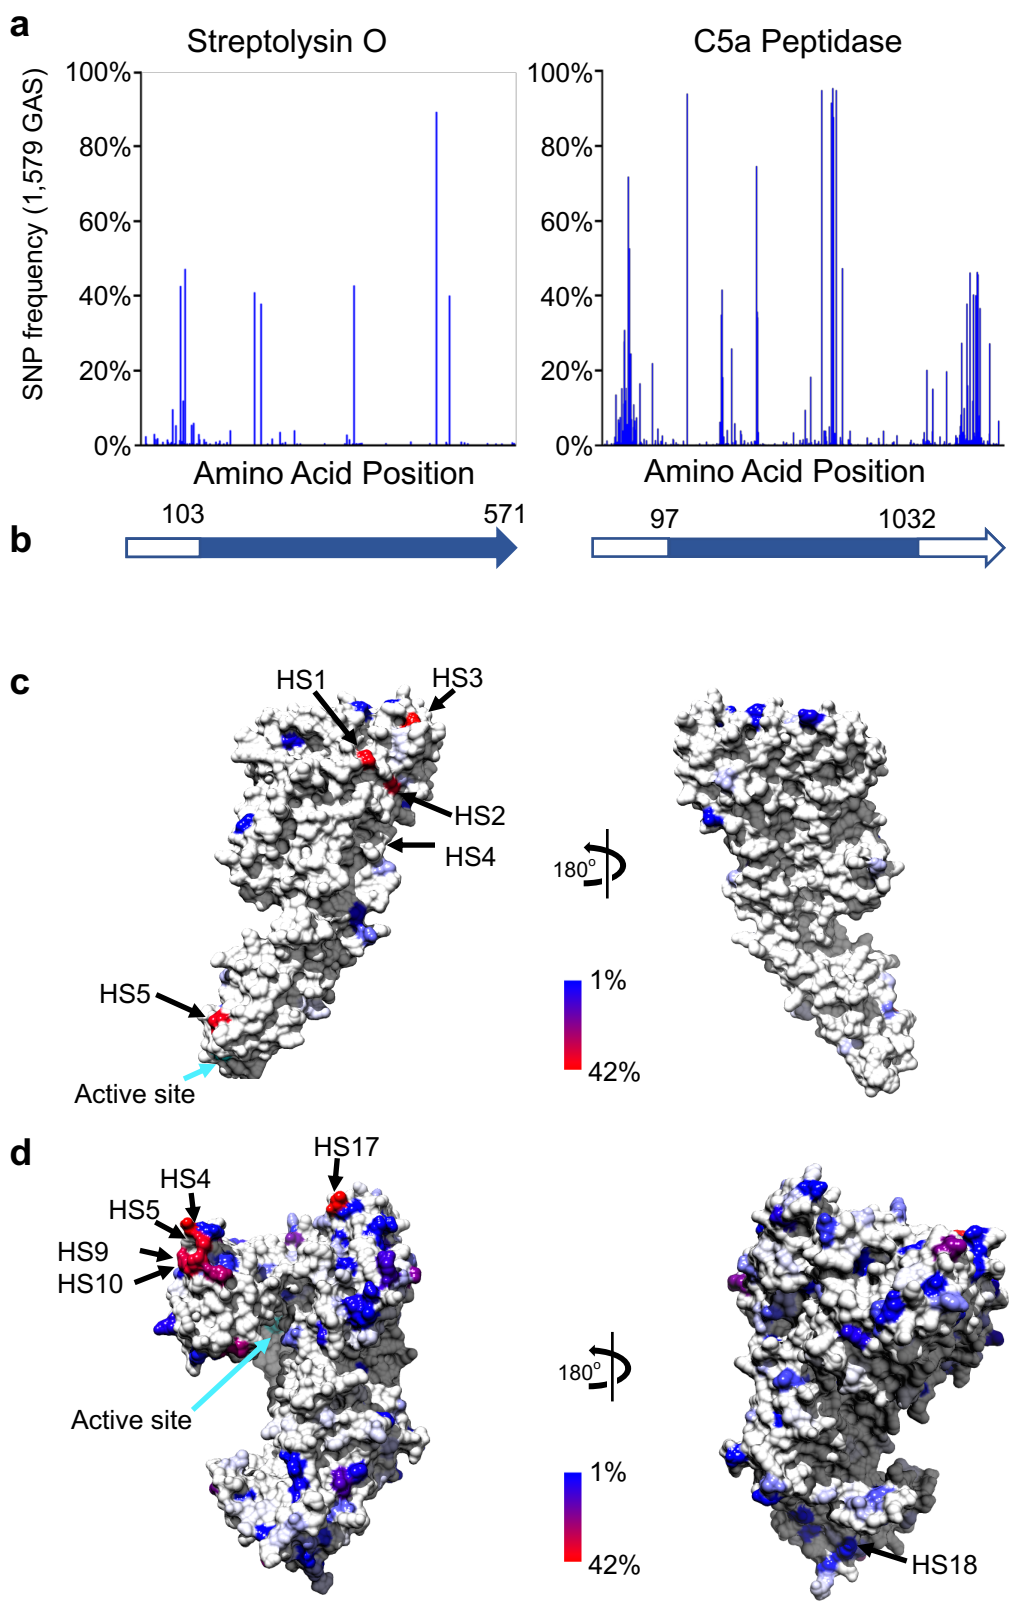 a
Streptolysin O
C5a Peptidase
SNP frequency (1,579 GAS)
100%
80%
60%
40%
20%
0%
100%
80%
60%
40%
20%
0%
Amino Acid Position
Amino Acid Position
b
103
571
97
1032
c
HS1
HS3
HS2
HS4
HS5
Active site
180°
1%
42%
d
HS17
HS4
HS5
HS9
HS10
Active site
180°
1%
42%
HS18